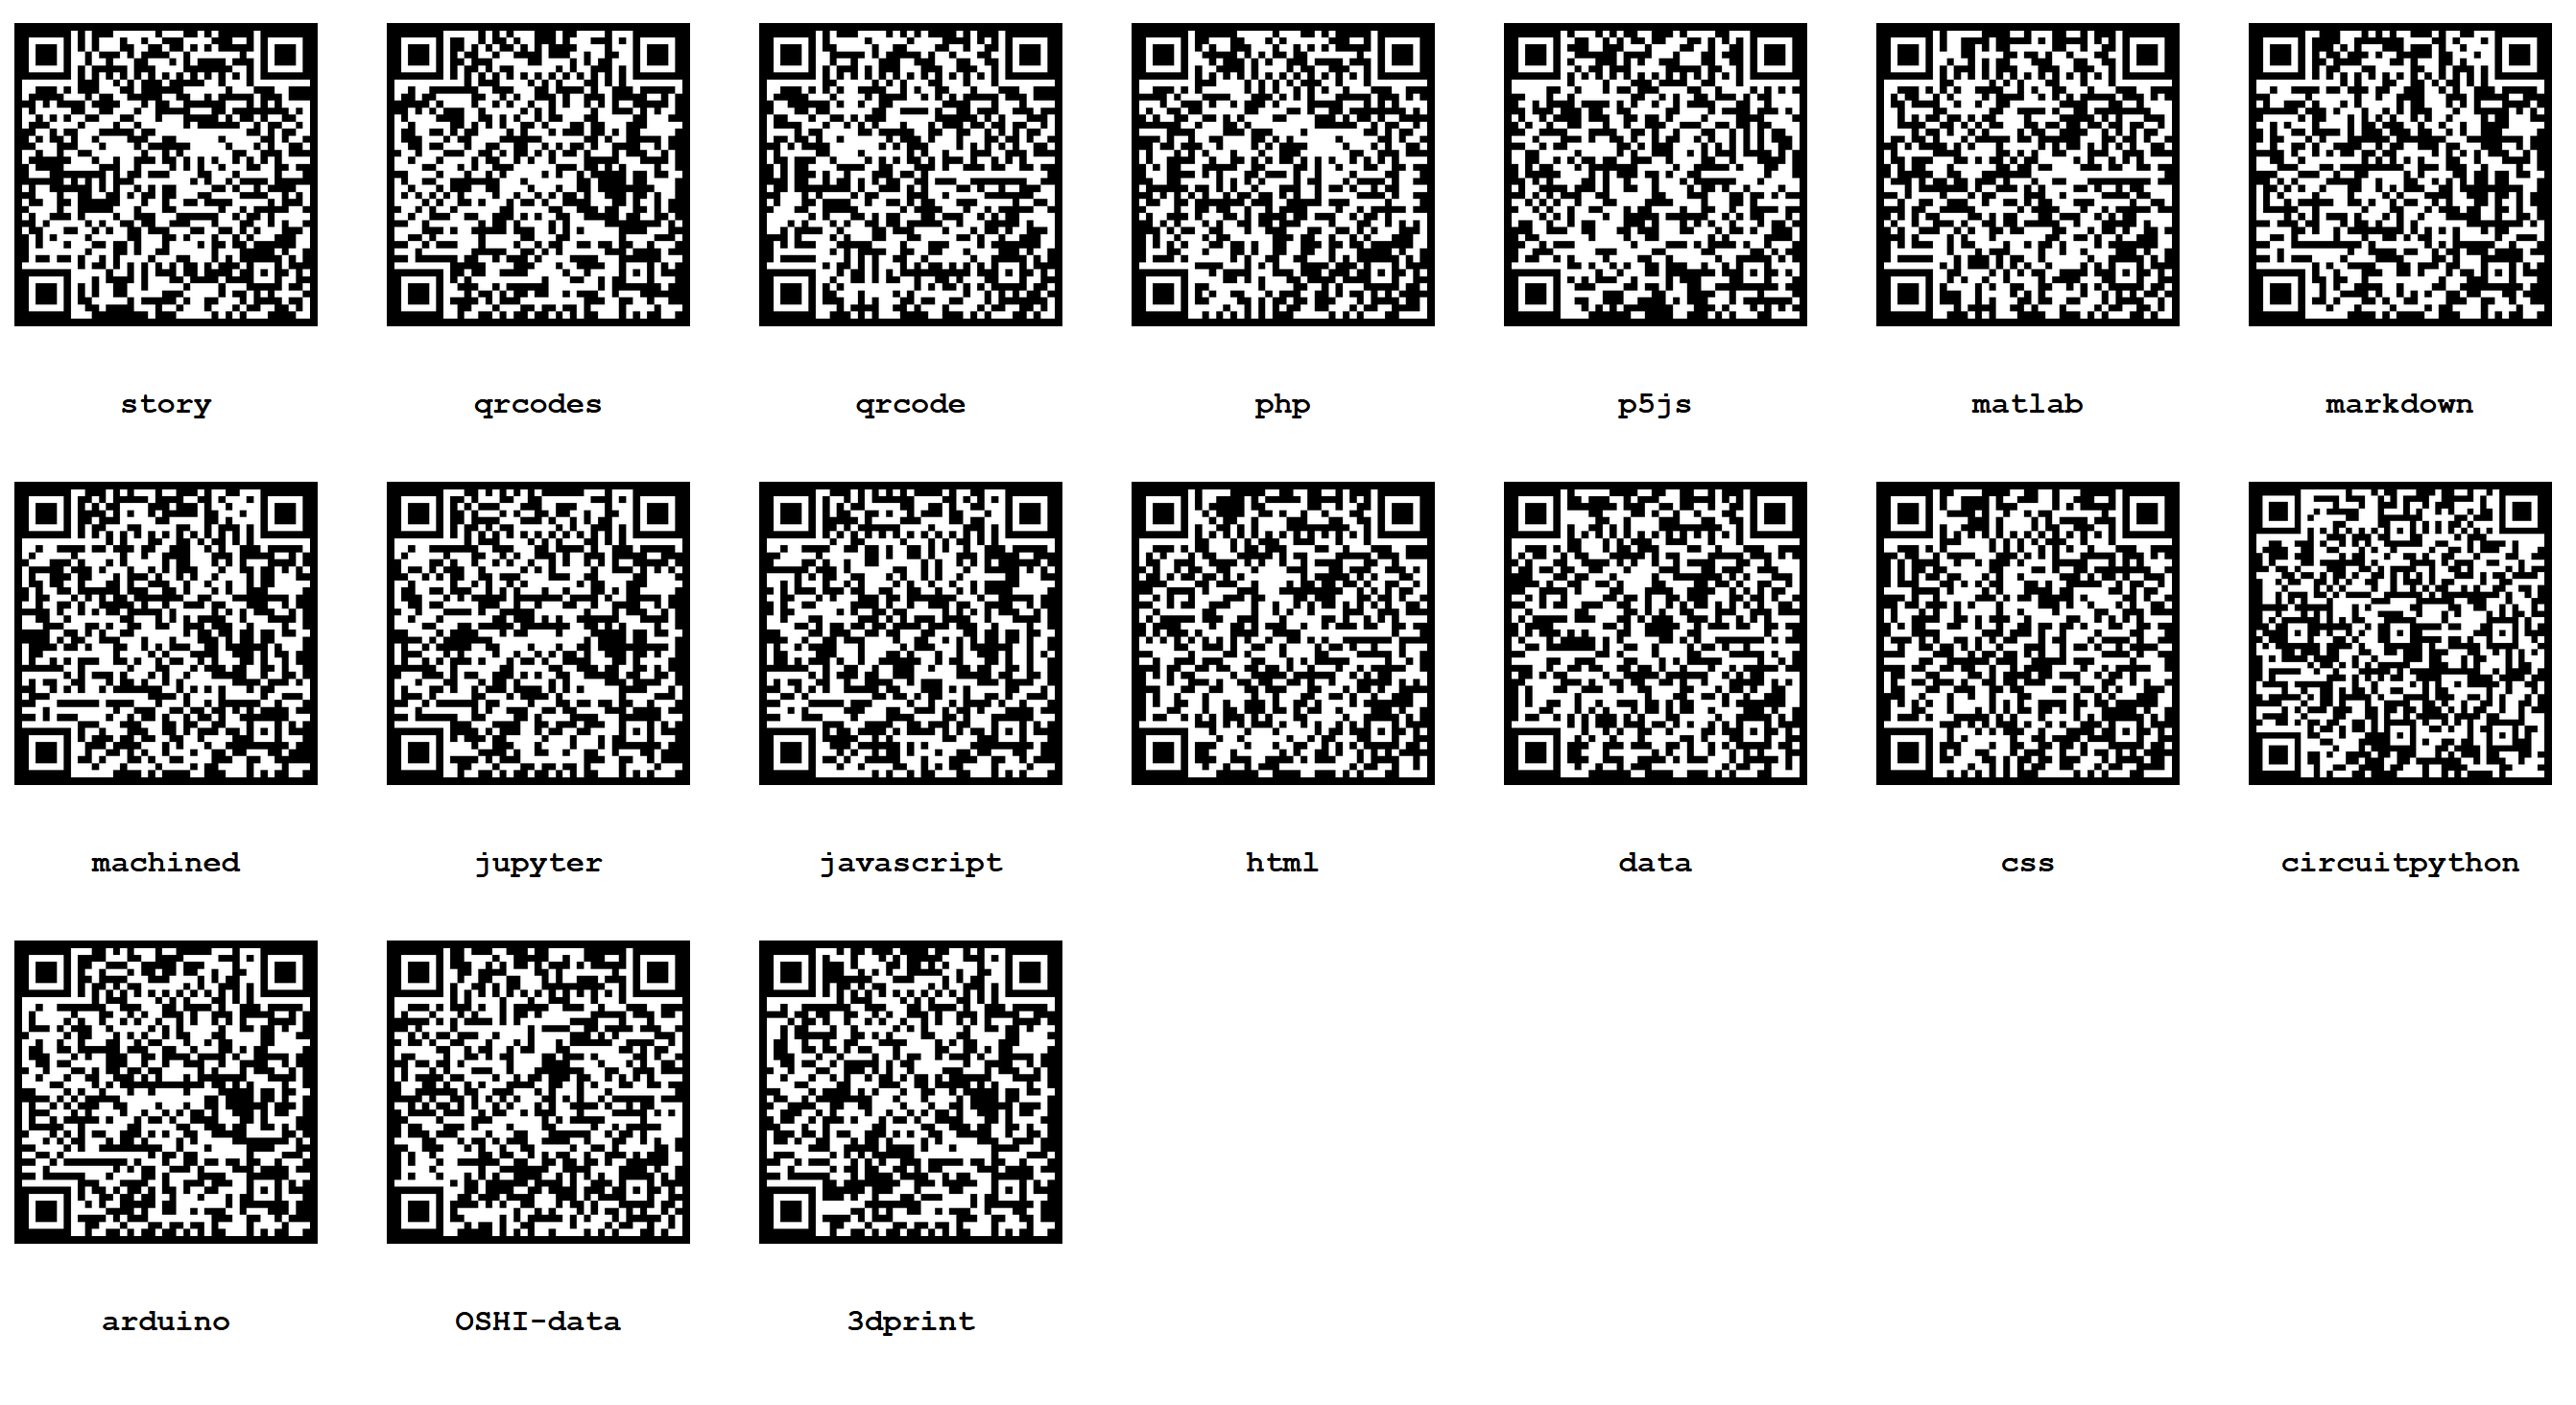 story qrcodes qrcode php p5js matlab markdown
machined jupyter javascript html data css circuitpython
arduino OSHI-data 3dprint